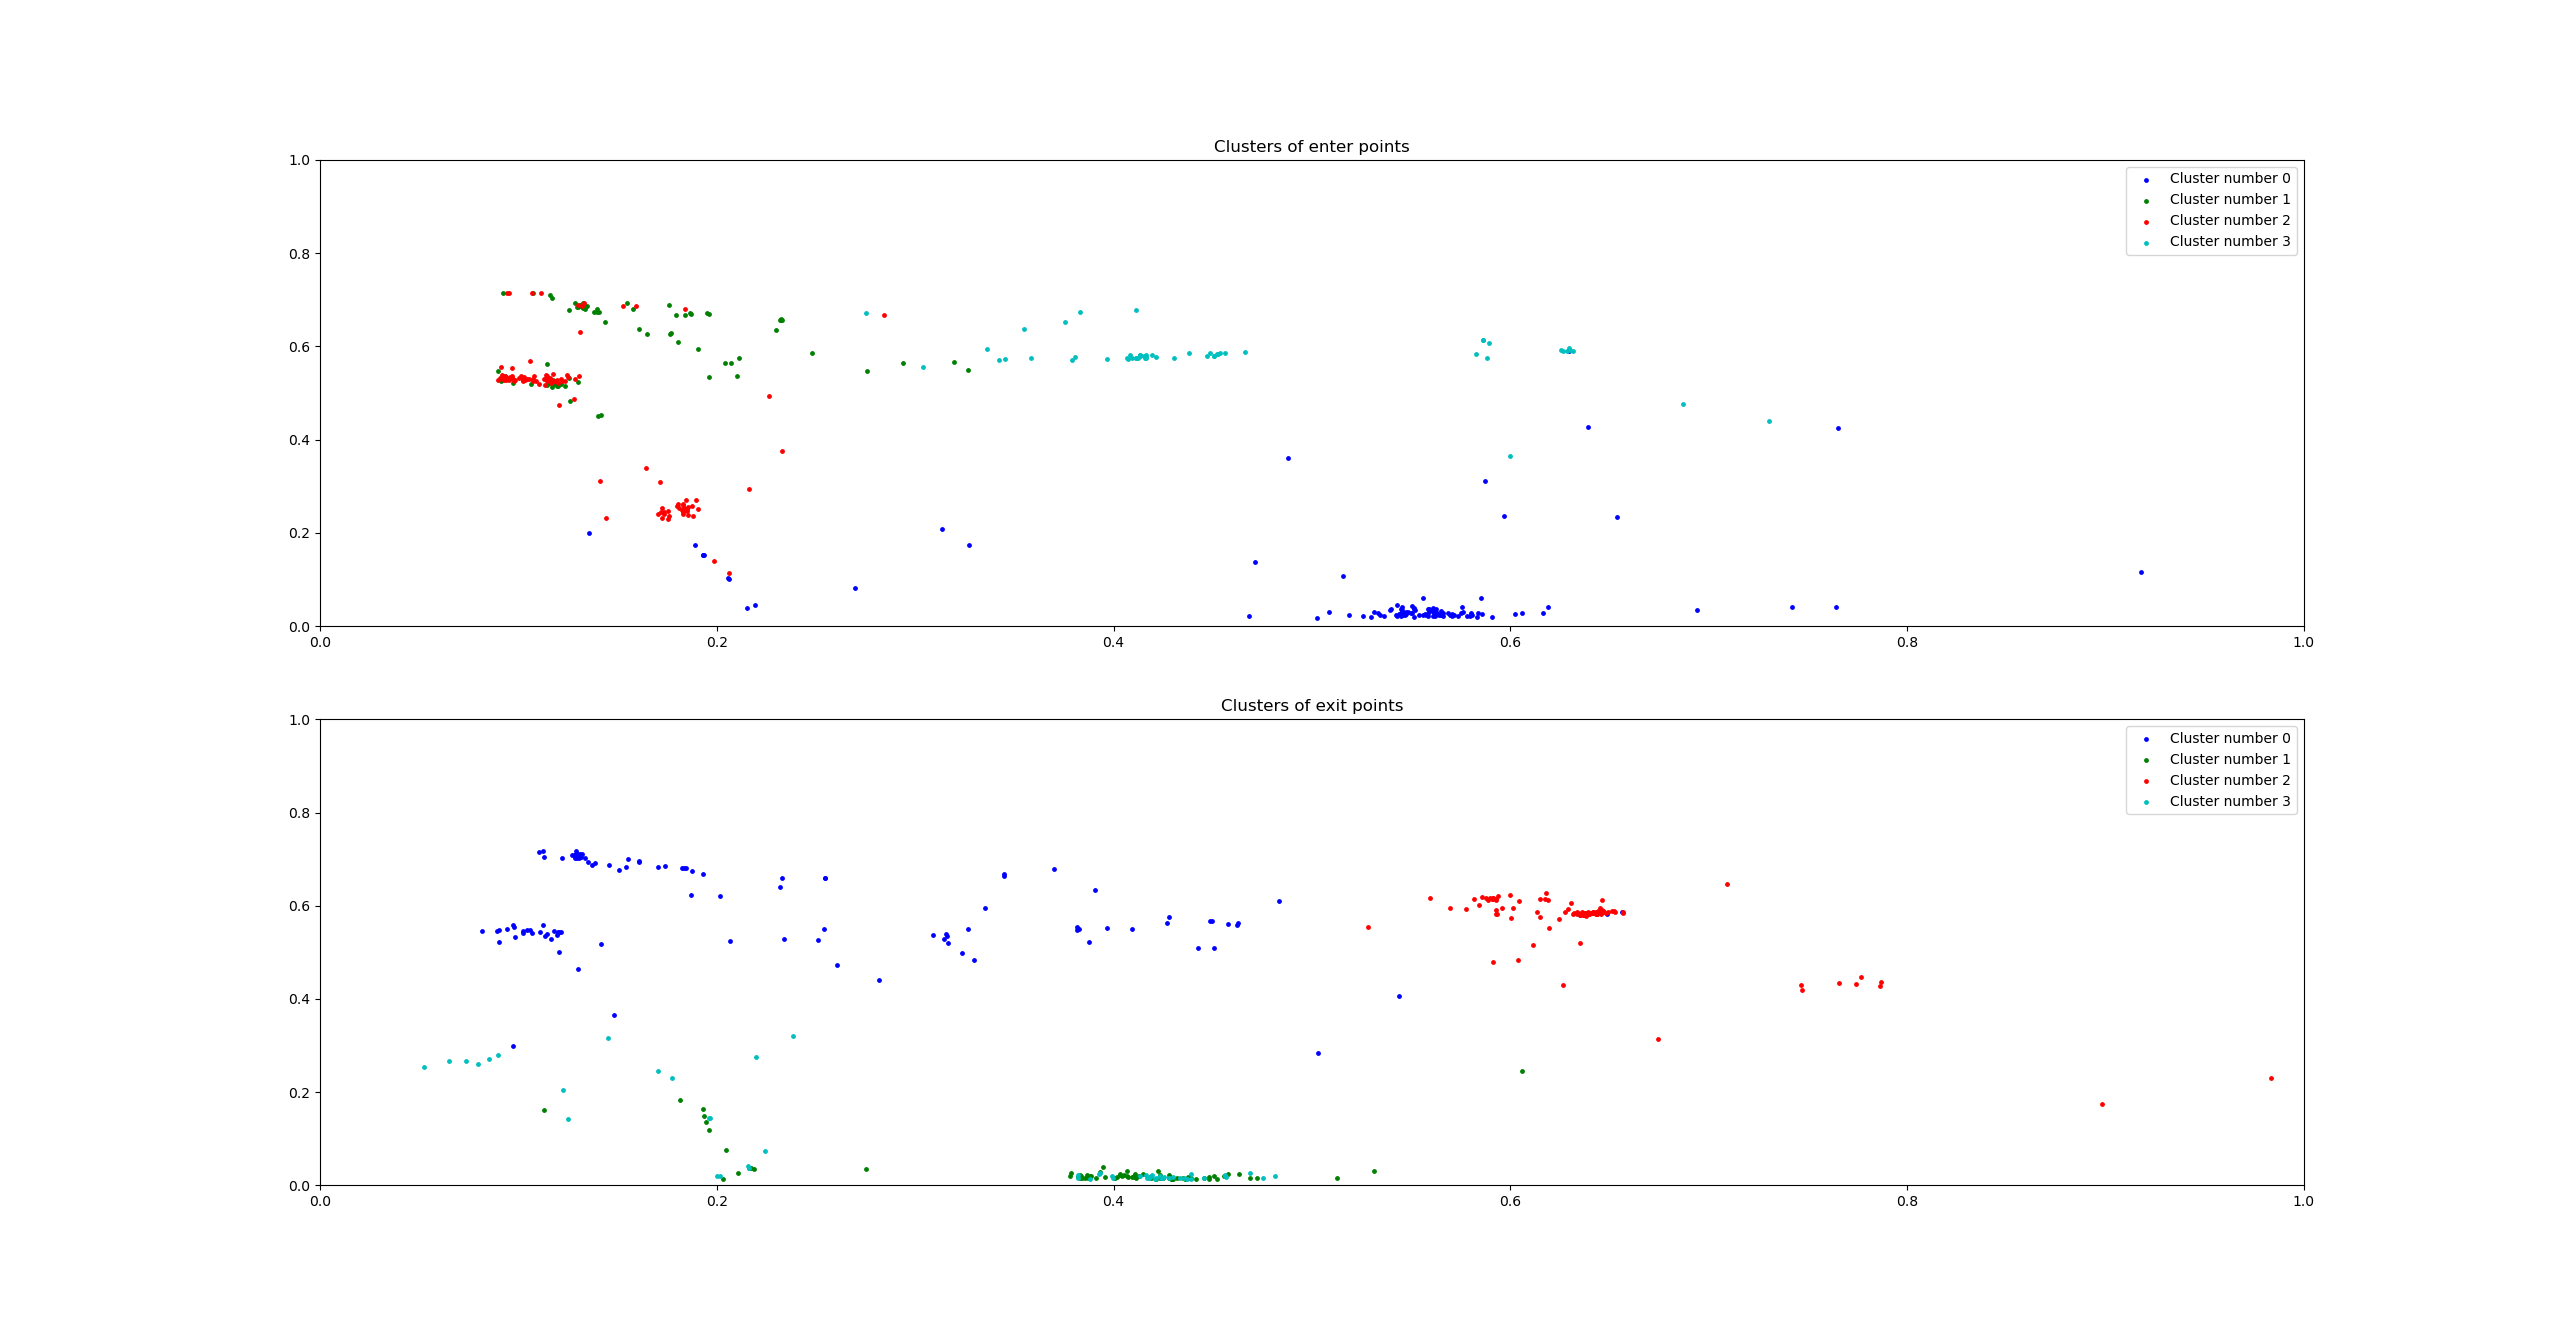 Clusters of enter points
1.0
Cluster number 0
Cluster number 1
Cluster number 2
Cluster number 3
0.8
0.6
0.4
0.2
0.0
0.0 0.2 0.4 0.6 0.8 1.0
Clusters of exit points
1.0
Cluster number 0
Cluster number 1
Cluster number 2
Cluster number 3
0.8
0.6
0.4
0.2
0.0
0.0 0.2 0.4 0.6 0.8 1.0